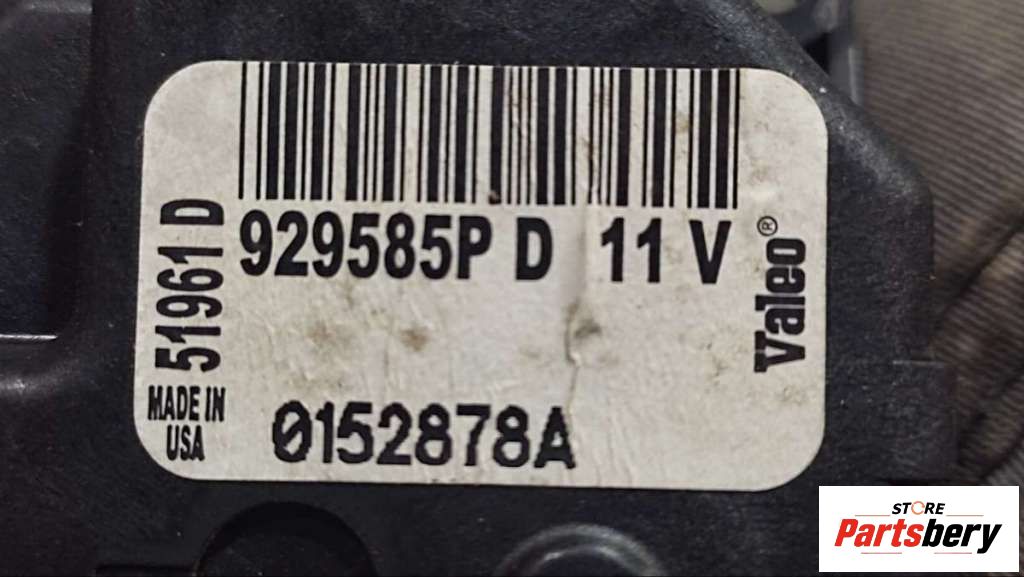 929585P D 11 V
51961 D
Valeo®
MADE IN
USA
0152878A
STORE
Partsbery